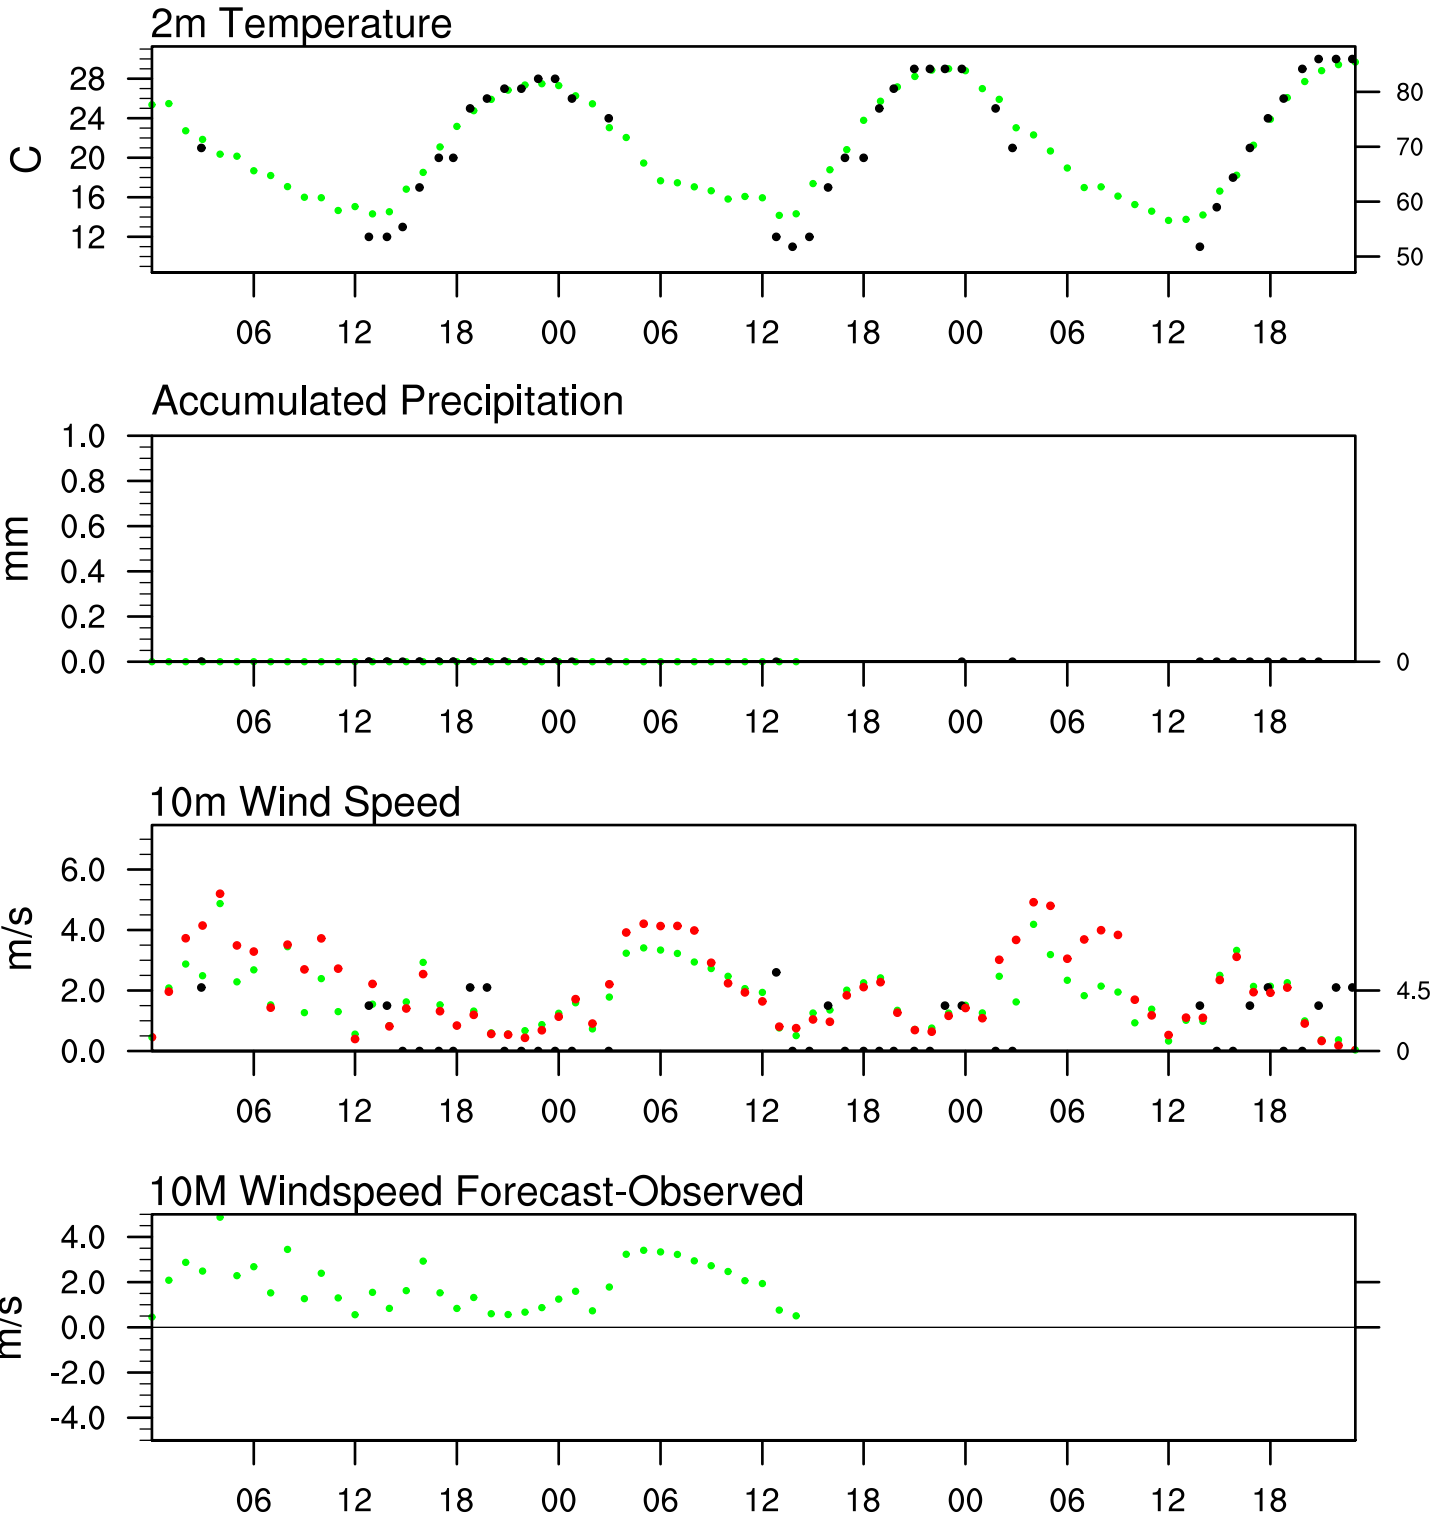 2m Temperature
28
24
20
16
12
C
80
70
60
50
06 12 18 00 06 12 18 00 06 12 18
Accumulated Precipitation
1.0
0.8
0.6
0.4
0.2
0.0
mm
0
06 12 18 00 06 12 18 00 06 12 18
10m Wind Speed
6.0
4.0
2.0
0.0
m/s
4.5
0
06 12 18 00 06 12 18 00 06 12 18
10M Windspeed Forecast-Observed
4.0
2.0
0.0
-2.0
-4.0
m/s
06 12 18 00 06 12 18 00 06 12 18